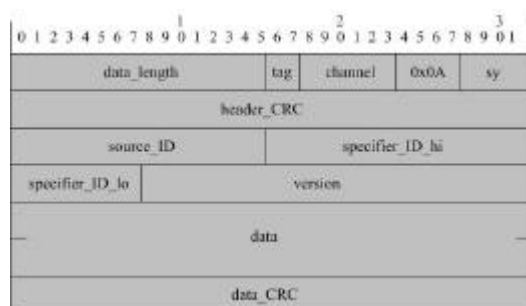 1 2 3
0 1 2 3 4 5 6 7 8 9 0 1 2 3 4 5 6 7 8 9 0 1 2 3 4 5 6 7 8 9 0 1
data_length tag channel 0x0A sy
header_CRC
source_ID specifier_ID_hi
specifier_ID_lo version
data
data_CRC